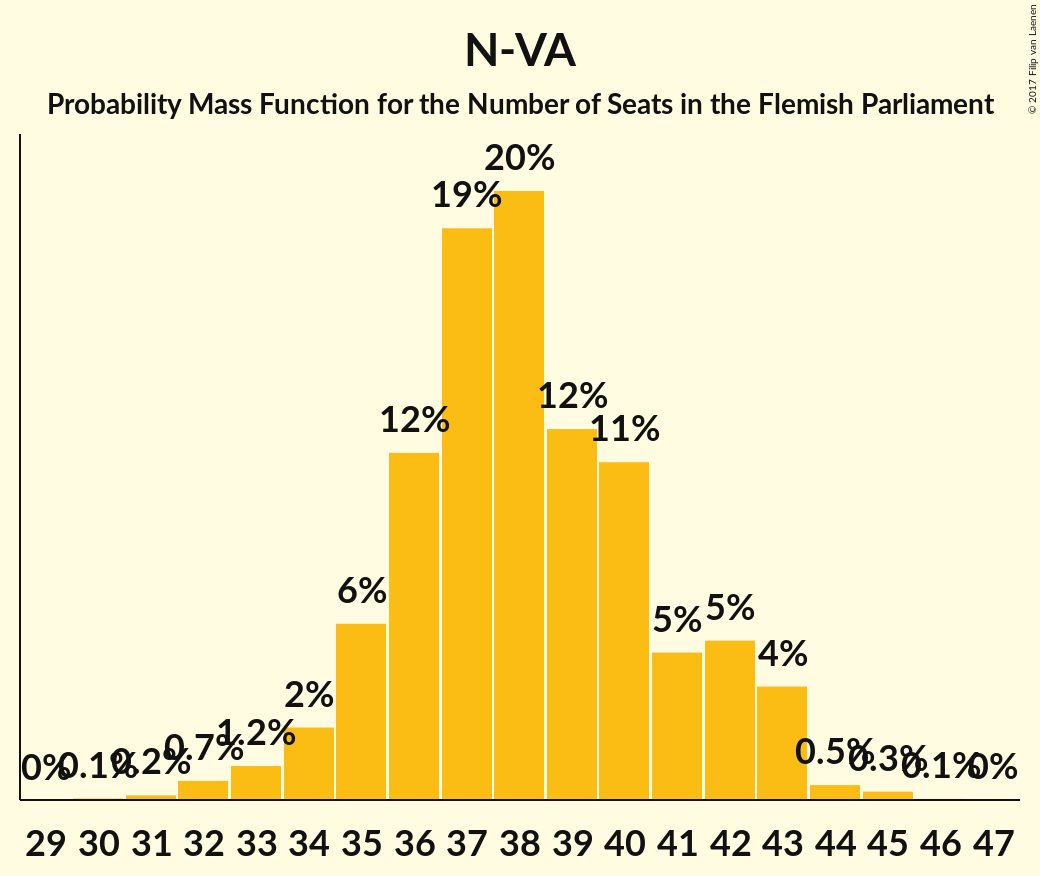 N-VA
Probability Mass Function for the Number of Seats in the Flemish Parliament
© 2017 Filip van Laenen
0% 0.1% 0.2% 0.7% 1.2% 2% 6% 12% 19% 20% 12% 11% 5% 5% 4% 0.5% 0.3% 0.1% 0%
29 30 31 32 33 34 35 36 37 38 39 40 41 42 43 44 45 46 47